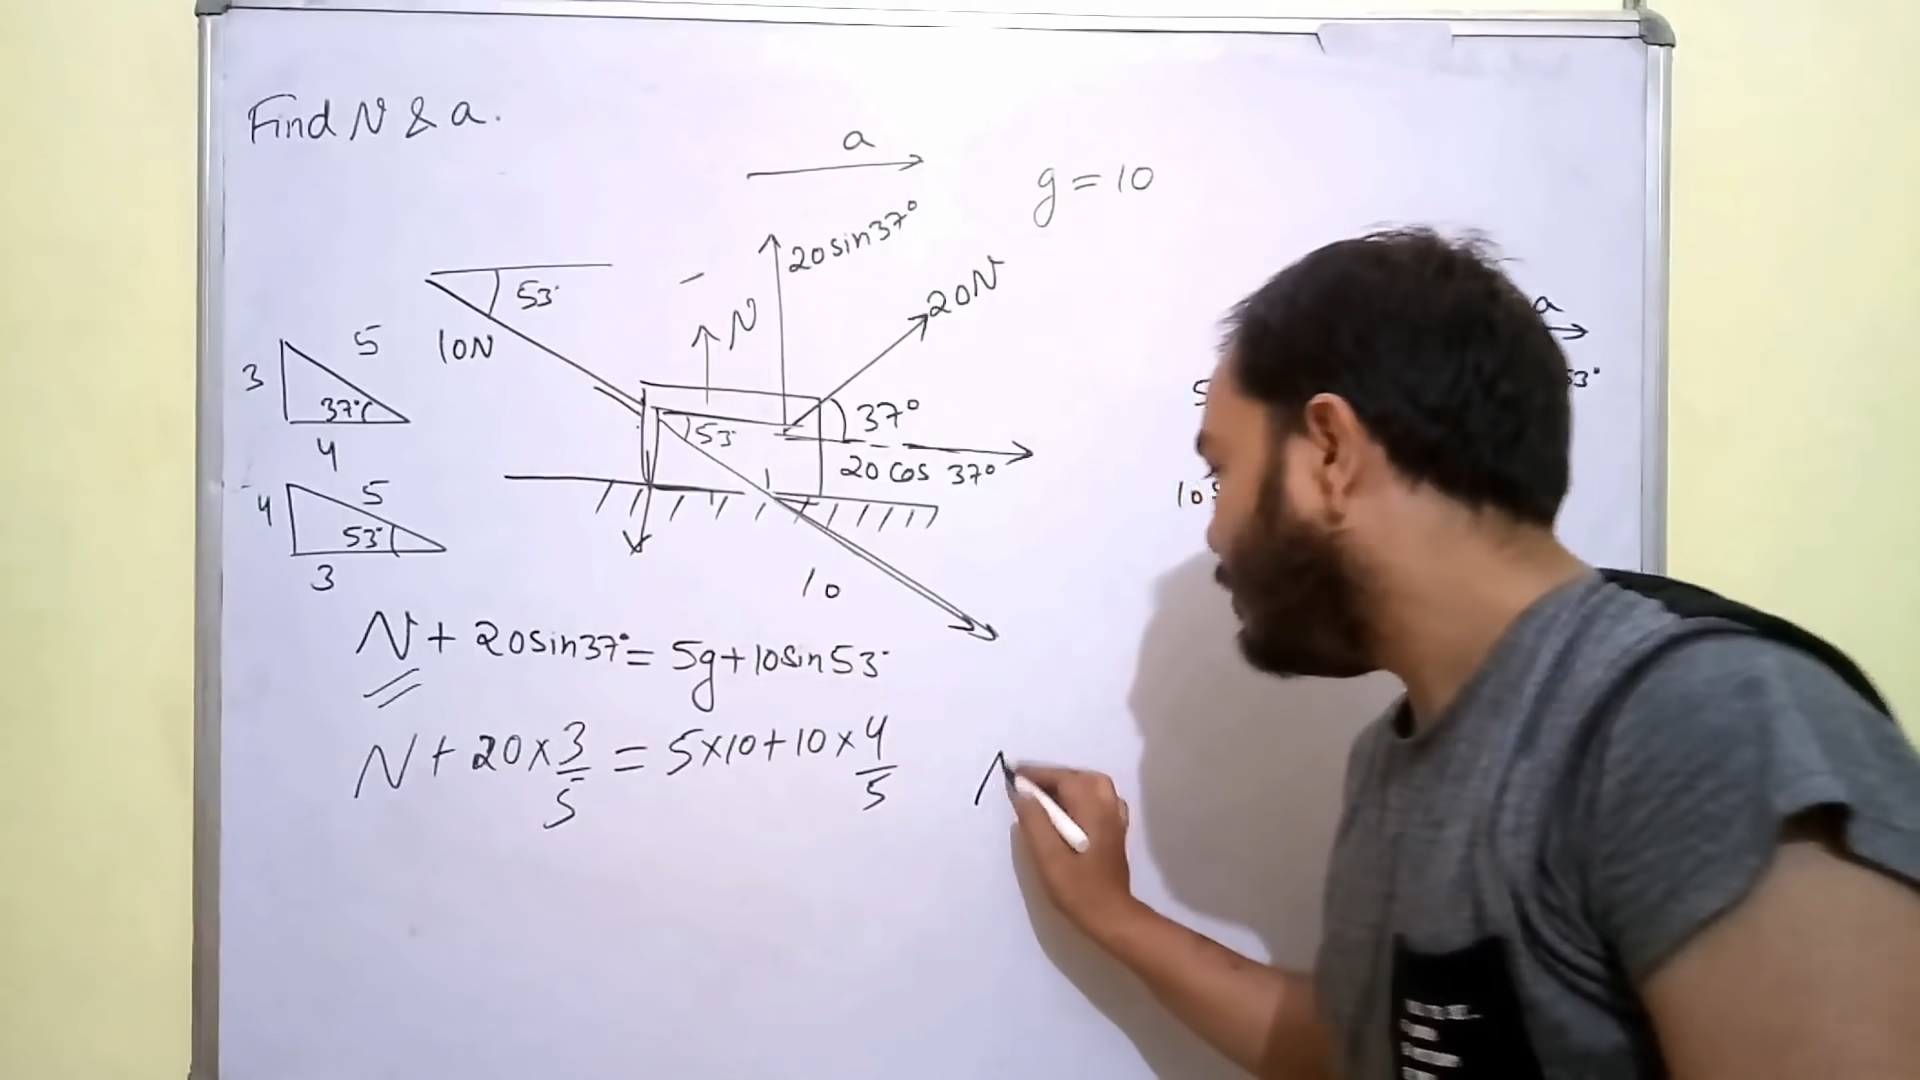 Find N & a.
a
g = 10
20sin37°
20N
53°
N
10N
5
3
37°
4
37°
53
20 cos 37°
4
5
53°
3
10
a
53°
N + 20sin37° = 5g + 10sin53°
N + 20 × 3/5 = 5×10 + 10 × 4/5
N